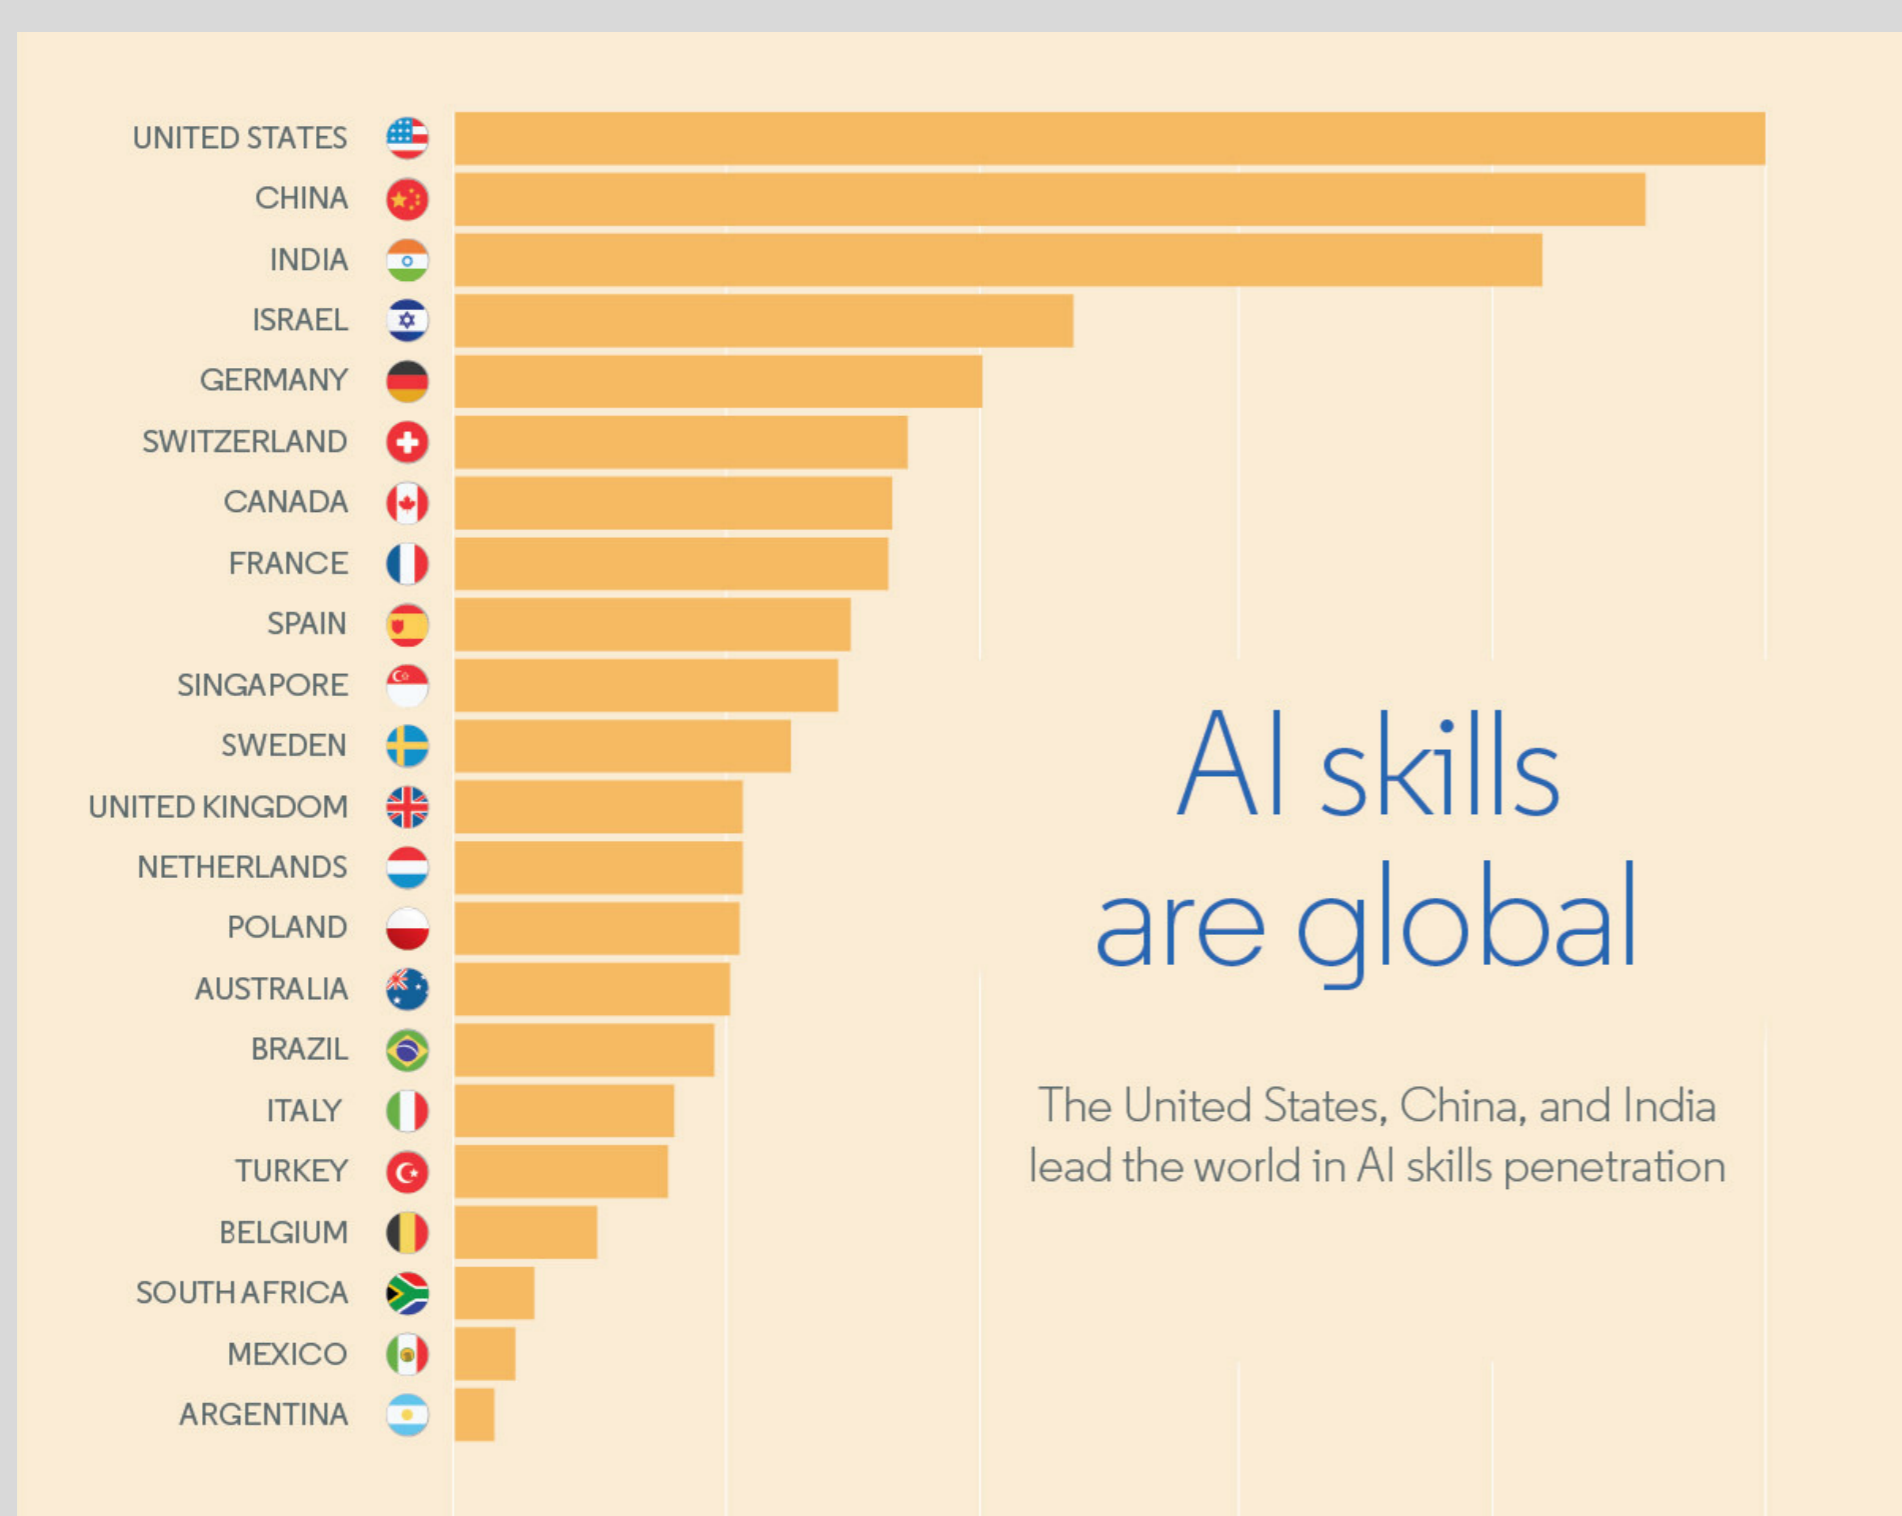 UNITED STATES
CHINA
INDIA
ISRAEL
GERMANY
SWITZERLAND
CANADA
FRANCE
SPAIN
SINGAPORE
SWEDEN
UNITED KINGDOM
NETHERLANDS
POLAND
AUSTRALIA
BRAZIL
ITALY
TURKEY
BELGIUM
SOUTH AFRICA
MEXICO
ARGENTINA
AI skills
are global
The United States, China, and India
lead the world in AI skills penetration